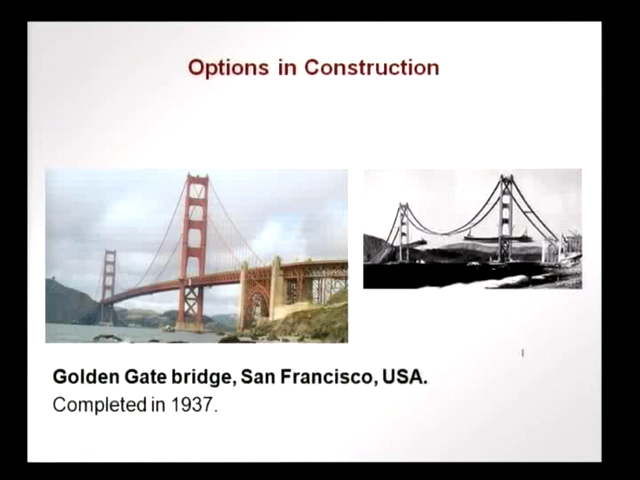 Options in Construction
Golden Gate bridge, San Francisco, USA.
Completed in 1937.